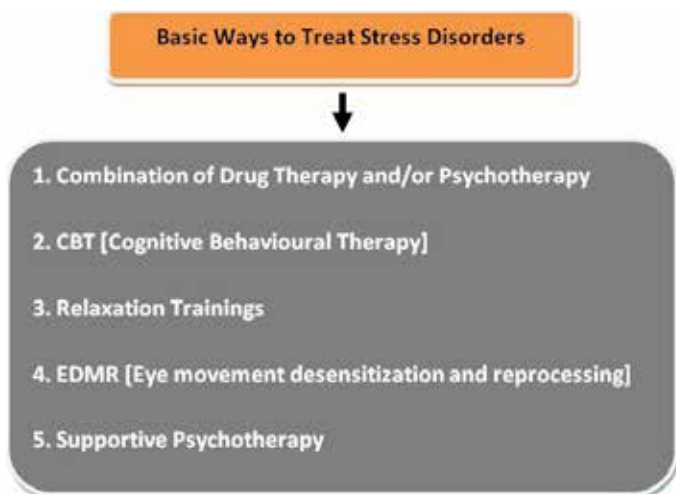 Basic Ways to Treat Stress Disorders
1. Combination of Drug Therapy and/or Psychotherapy
2. CBT [Cognitive Behavioural Therapy]
3. Relaxation Trainings
4. EDMR [Eye movement desensitization and reprocessing]
5. Supportive Psychotherapy